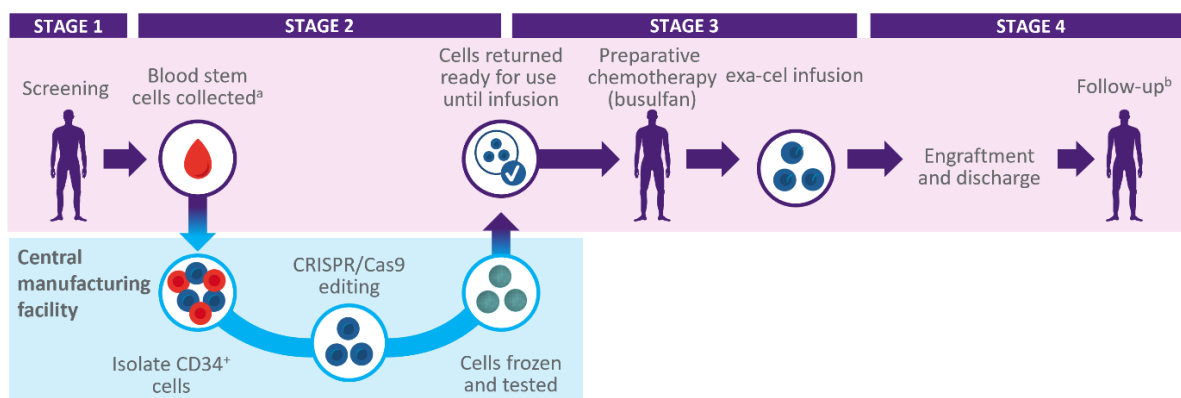 STAGE 1
STAGE 2
STAGE 3
STAGE 4
Screening
Blood stem
cells collectedᵃ
Cells returned
ready for use
until infusion
Preparative
chemotherapy
(busulfan)
exa-cel infusion
Engraftment
and discharge
Follow-upᵇ
Central
manufacturing
facility
Isolate CD34⁺
cells
CRISPR/Cas9
editing
Cells frozen
and tested